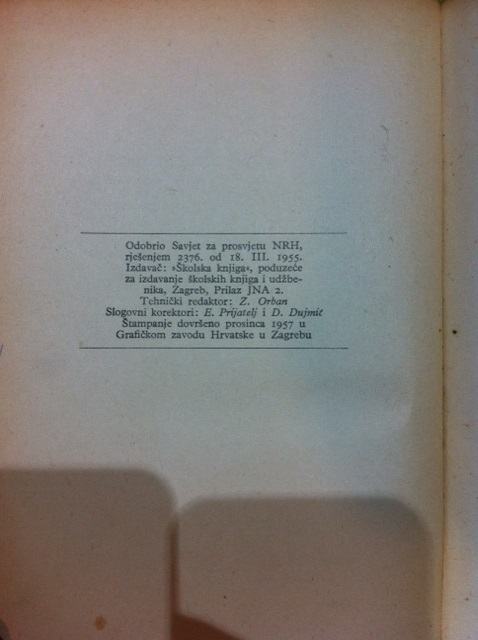 Odobrio Savjet za prosvjetu NRH,
rješenjem 2376. od 18. III. 1955.
Izdavač: »Školska knjiga«, poduzeće
za izdavanje školskih knjiga i udžbe-
nika, Zagreb, Prilaz JNA 2.
Tehnički redaktor: Z. Orban
Slogovni korektori: E. Prijatelj i D. Dujmić
Štampanje dovršeno prosinca 1957 u
Grafičkom zavodu Hrvatske u Zagrebu